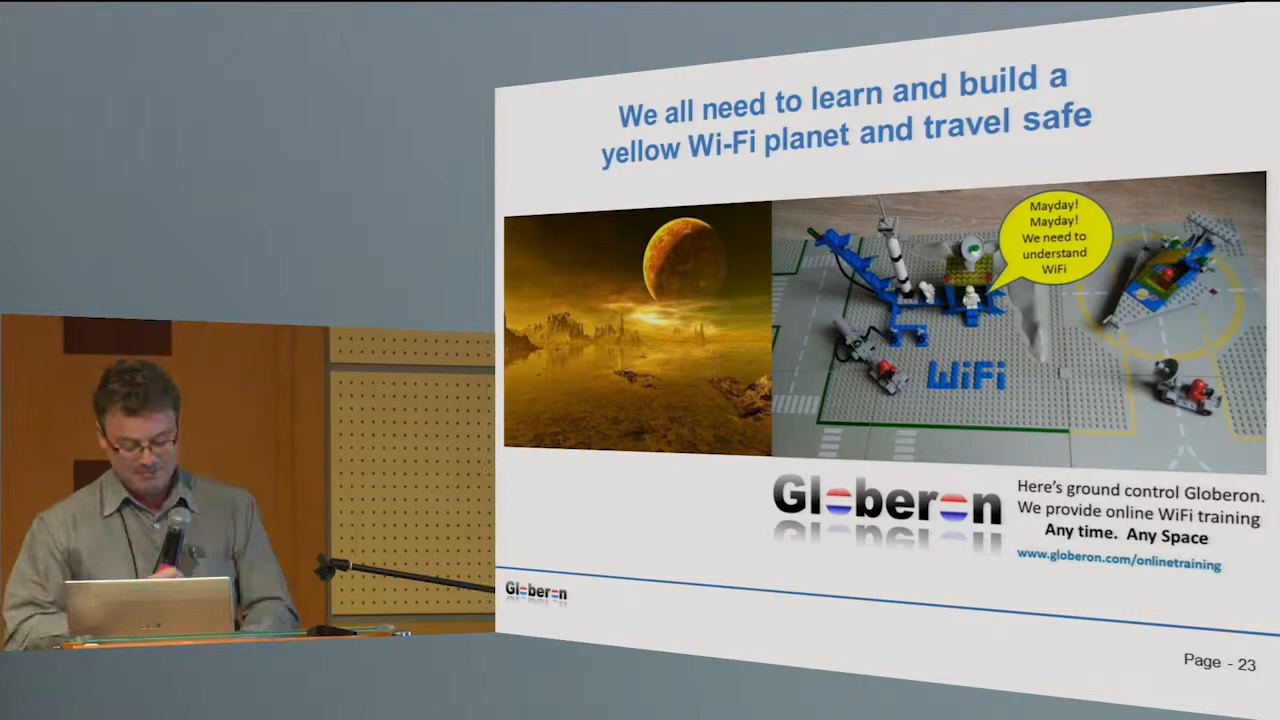 We all need to learn and build a
yellow Wi-Fi planet and travel safe
Mayday!
Mayday!
We need to
understand
WiFi
WiFi
Globeron
Here's ground control Globeron.
We provide online WiFi training
Any time. Any Space
www.globeron.com/onlinetraining
Globeron
Page - 23